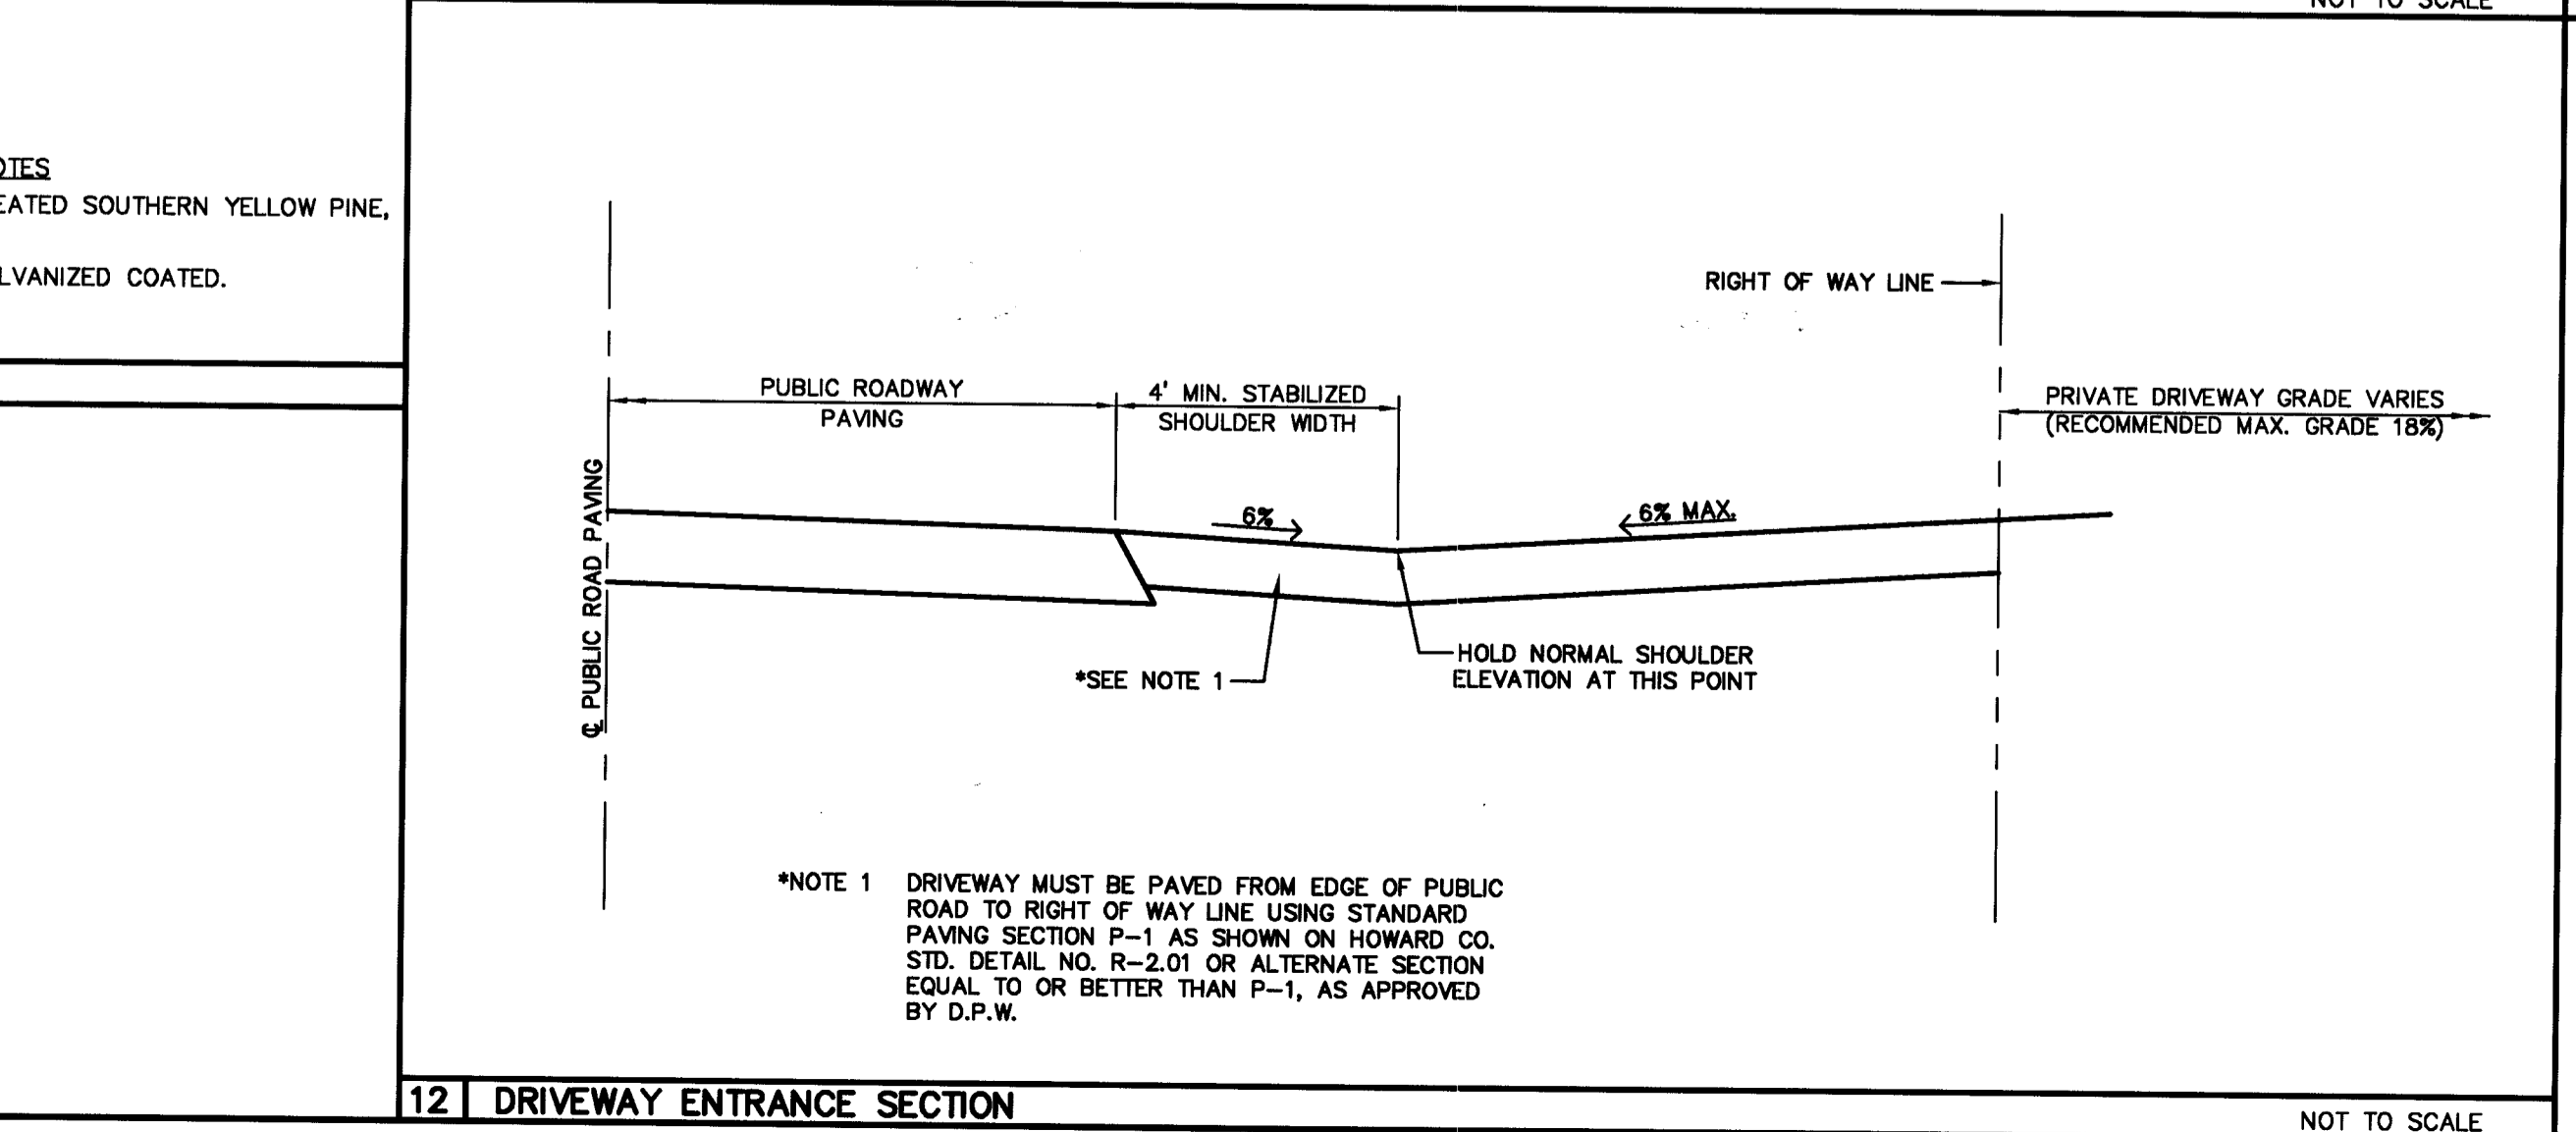 NOT TO SCALE
OTES
EATED SOUTHERN YELLOW PINE,
LVANIZED COATED.
RIGHT OF WAY LINE
PUBLIC ROADWAY
PAVING
4' MIN. STABILIZED
SHOULDER WIDTH
PRIVATE DRIVEWAY GRADE VARIES
(RECOMMENDED MAX. GRADE 18%)
℄ PUBLIC ROAD PAVING
6%
6% MAX.
*SEE NOTE 1
HOLD NORMAL SHOULDER
ELEVATION AT THIS POINT
*NOTE 1 DRIVEWAY MUST BE PAVED FROM EDGE OF PUBLIC
ROAD TO RIGHT OF WAY LINE USING STANDARD
PAVING SECTION P-1 AS SHOWN ON HOWARD CO.
STD. DETAIL NO. R-2.01 OR ALTERNATE SECTION
EQUAL TO OR BETTER THAN P-1, AS APPROVED
BY D.P.W.
12 DRIVEWAY ENTRANCE SECTION
NOT TO SCALE